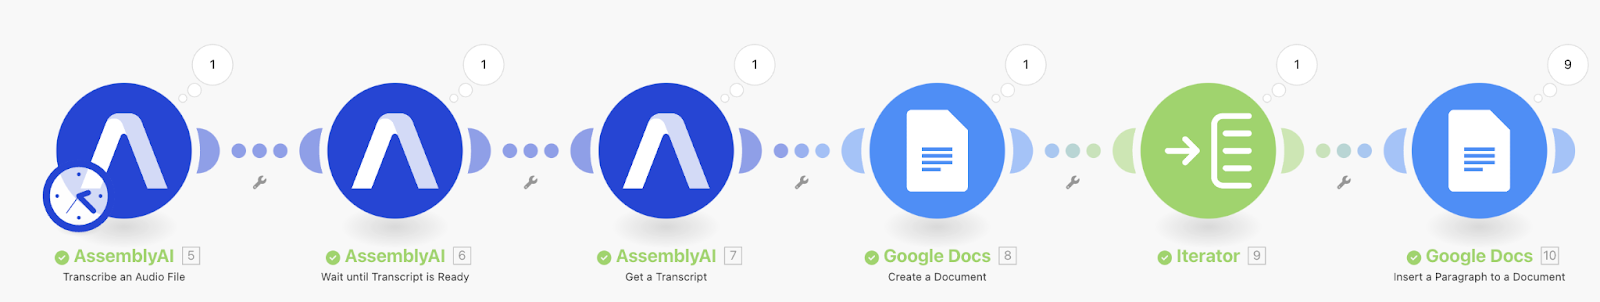 1
1
1
1
1
9
AssemblyAI 5
Transcribe an Audio File
AssemblyAI 6
Wait until Transcript is Ready
AssemblyAI 7
Get a Transcript
Google Docs 8
Create a Document
Iterator 9
Google Docs 10
Insert a Paragraph to a Document